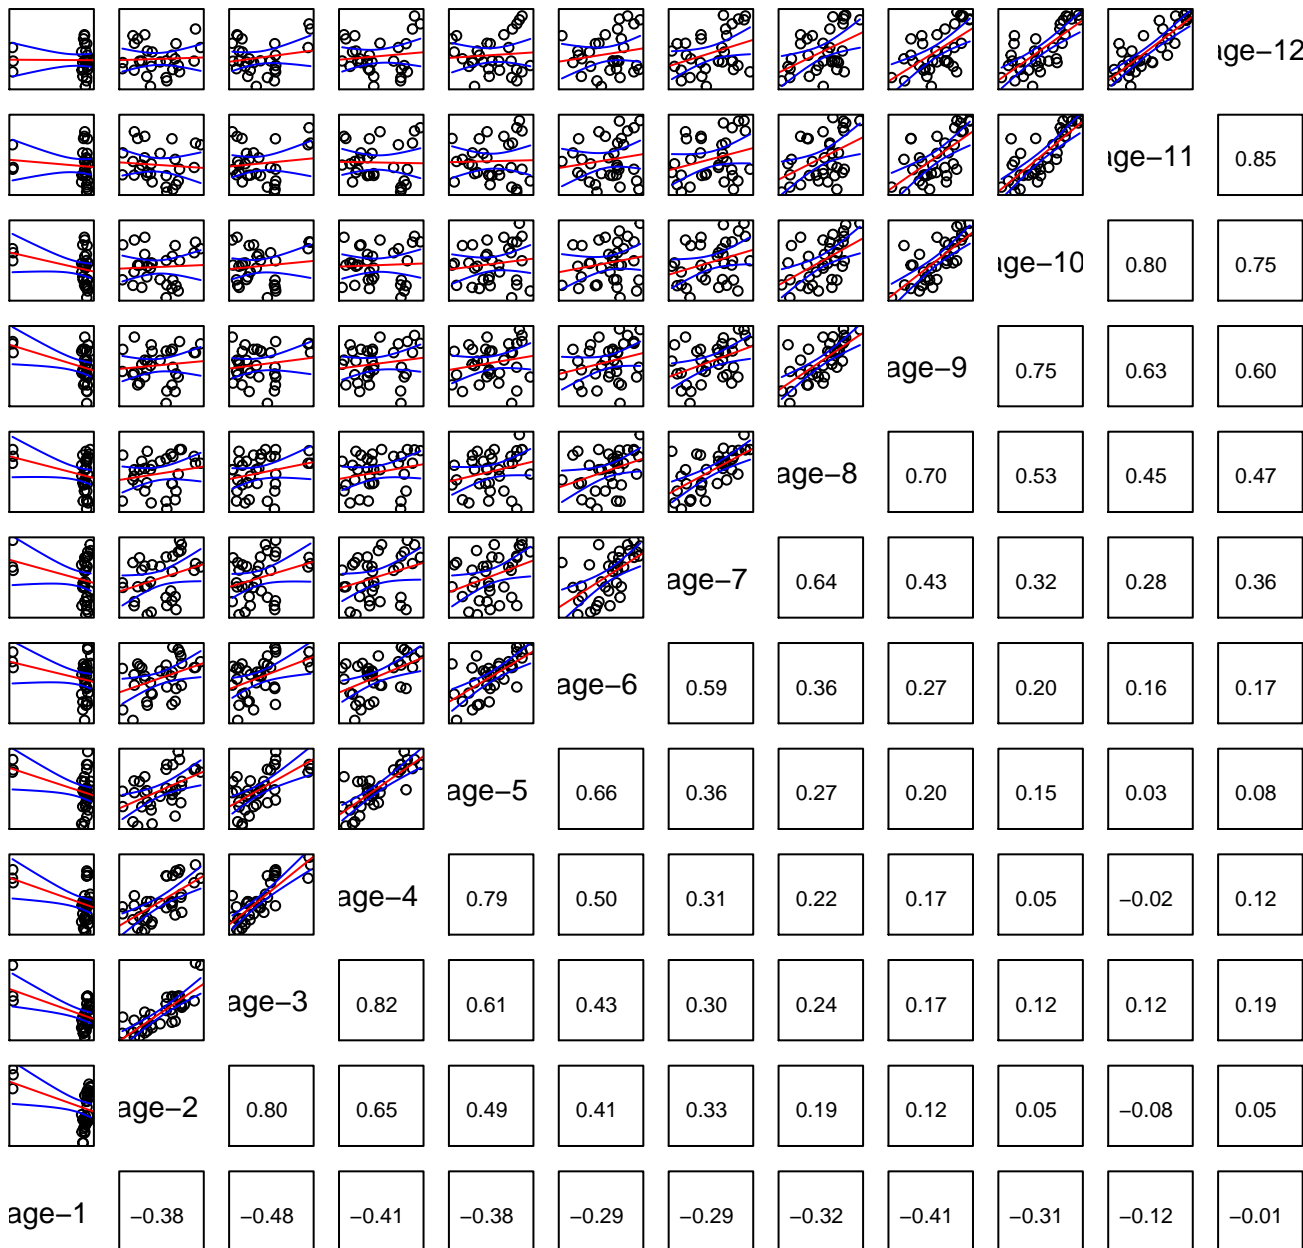 age−12
age−11 0.85
age−10 0.80 0.75
age−9 0.75 0.63 0.60
age−8 0.70 0.53 0.45 0.47
age−7 0.64 0.43 0.32 0.28 0.36
age−6 0.59 0.36 0.27 0.20 0.16 0.17
age−5 0.66 0.36 0.27 0.20 0.15 0.03 0.08
age−4 0.79 0.50 0.31 0.22 0.17 0.05 −0.02 0.12
age−3 0.82 0.61 0.43 0.30 0.24 0.17 0.12 0.12 0.19
age−2 0.80 0.65 0.49 0.41 0.33 0.19 0.12 0.05 −0.08 0.05
age−1 −0.38 −0.48 −0.41 −0.38 −0.29 −0.29 −0.32 −0.41 −0.31 −0.12 −0.01